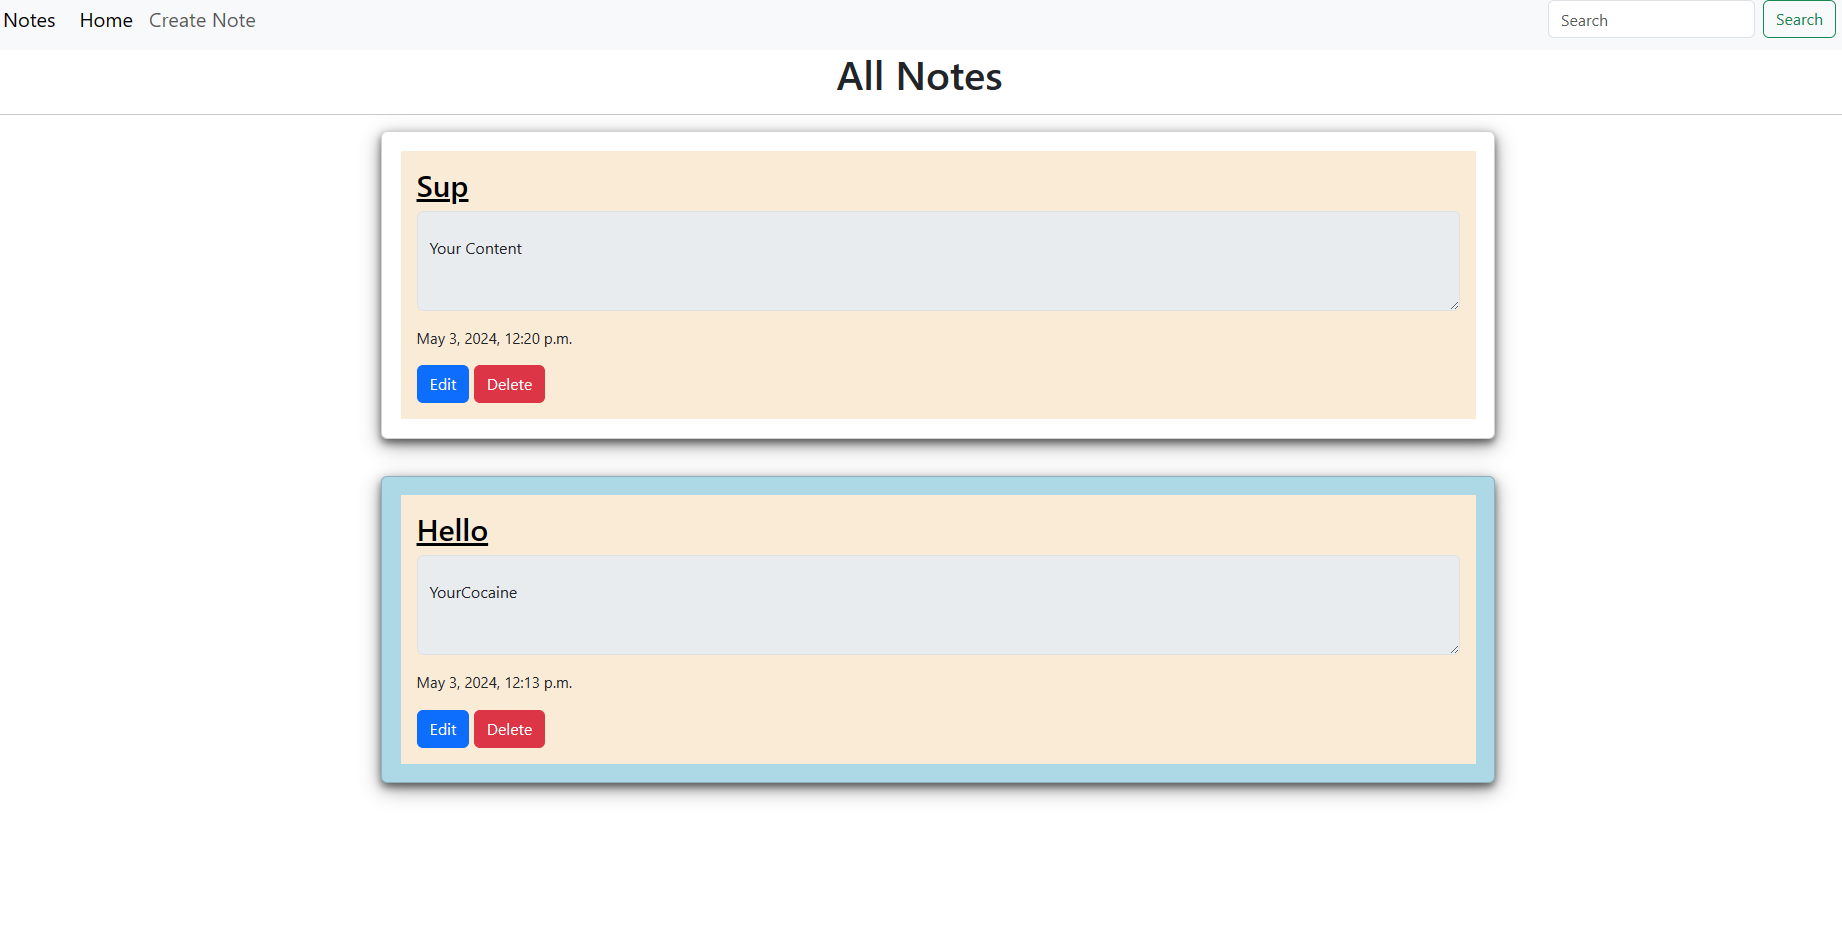 Notes Home Create Note Search Search
All Notes
Sup
Your Content
May 3, 2024, 12:20 p.m.
Edit Delete
Hello
YourCocaine
May 3, 2024, 12:13 p.m.
Edit Delete